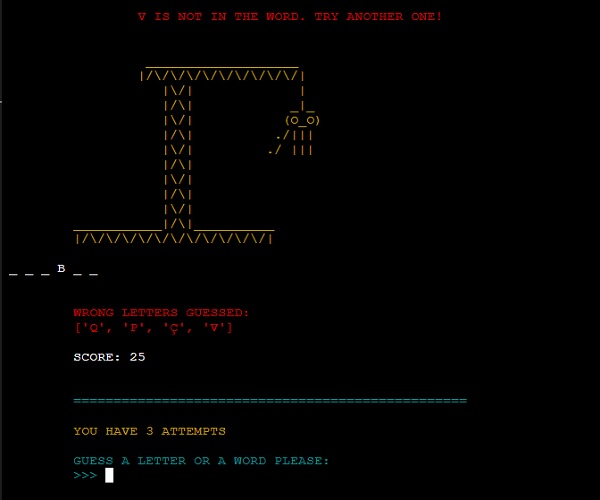 V IS NOT IN THE WORD. TRY ANOTHER ONE!
_ _ _ B _ _
WRONG LETTERS GUESSED:
['Q', 'P', 'Ç', 'V']
SCORE: 25
YOU HAVE 3 ATTEMPTS
GUESS A LETTER OR A WORD PLEASE:
>>>